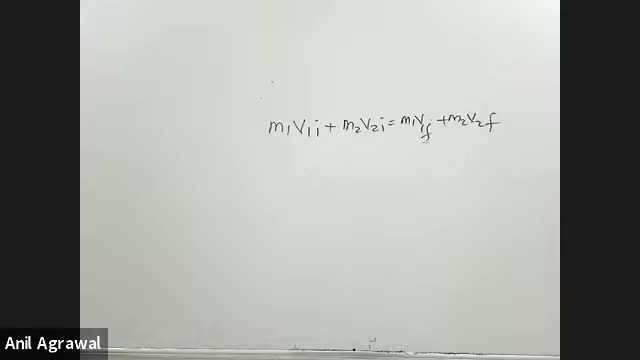 m₁v₁i + m₂v₂i = m₁v₁f + m₂v₂f
Anil Agrawal